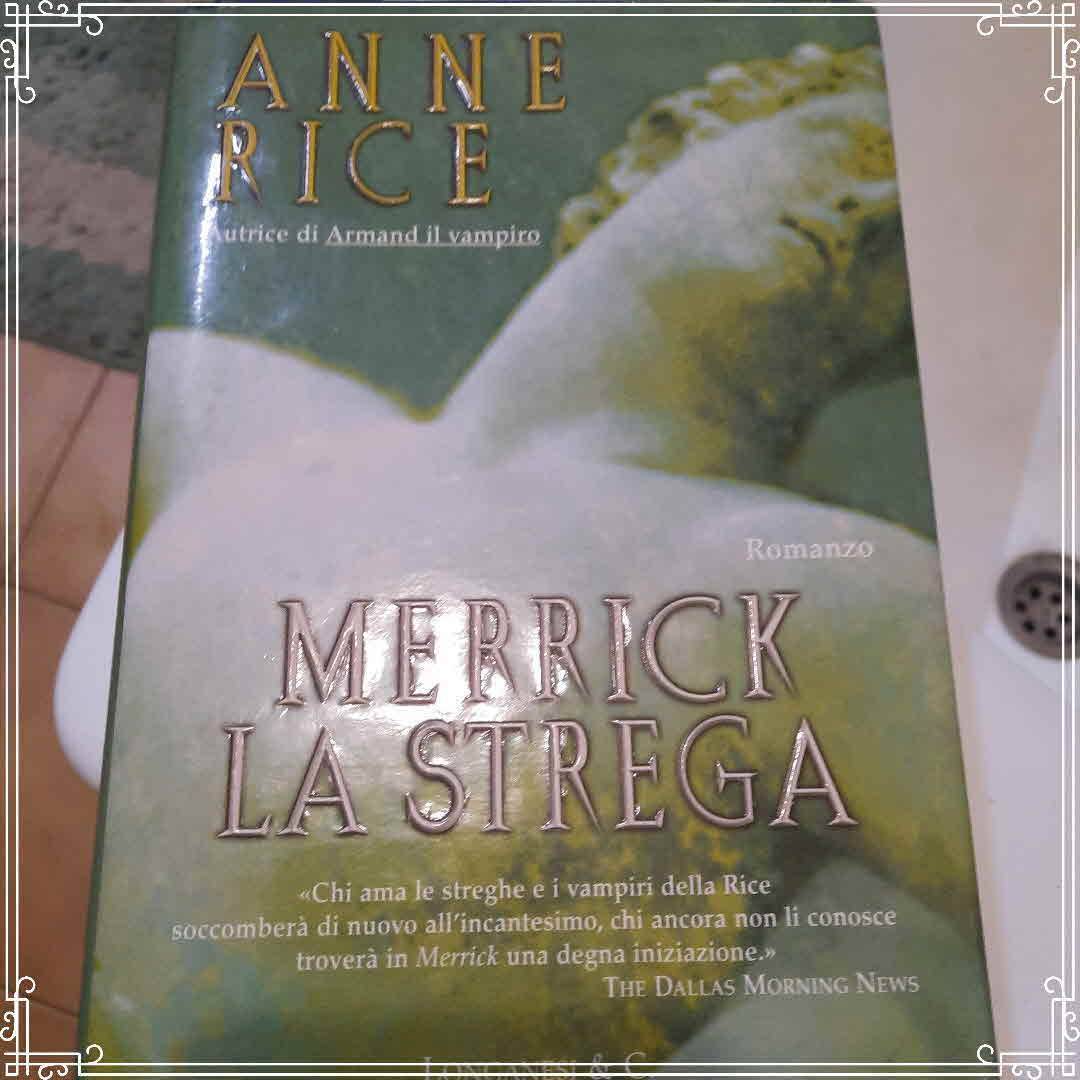 ANNE
RICE
Autrice di Armand il vampiro
Romanzo
MERRICK
LA STREGA
«Chi ama le streghe e i vampiri della Rice
soccomberà di nuovo all'incantesimo, chi ancora non li conosce
troverà in Merrick una degna iniziazione.»
THE DALLAS MORNING NEWS
LONGANESI & C.